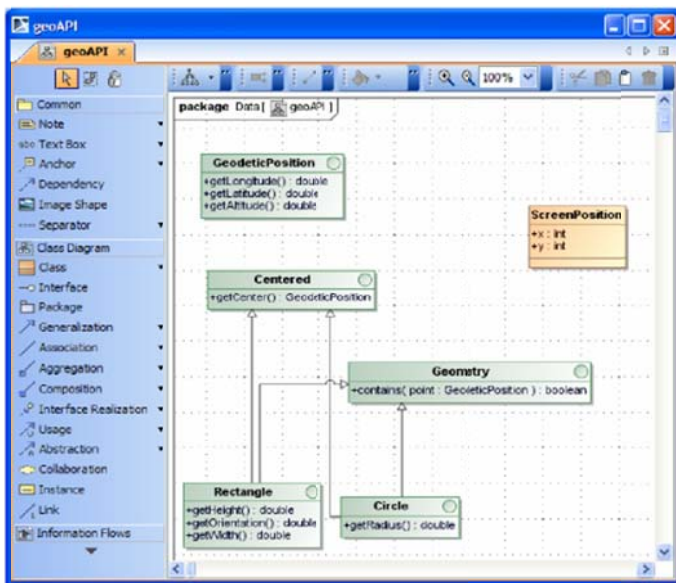 geoAPI
geoAPI
100%
Common
Note
Text Box
Anchor
Dependency
Image Shape
Separator
Class Diagram
Class
Interface
Package
Generalization
Association
Aggregation
Composition
Interface Realization
Usage
Abstraction
Collaboration
Instance
Link
Information Flows
package Data[ geoAPI ]
GeodeticPosition
+getLongitude() : double
+getLatitude() : double
+getAltitude() : double
ScreenPosition
+x : int
+y : int
Centered
+getCenter() : GeodeticPosition
Geometry
+contains( point : GeodeticPosition ) : boolean
Rectangle
+getHeight() : double
+getOrientation() : double
+getWidth() : double
Circle
+getRadius() : double